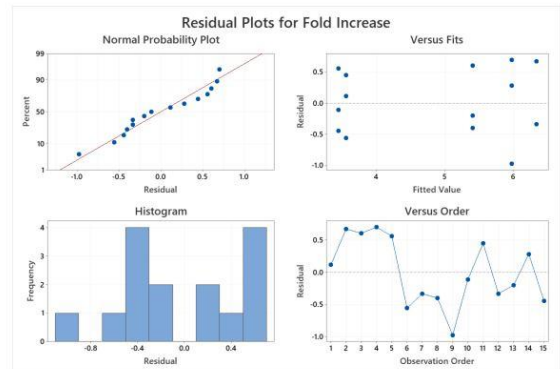 Residual Plots for Fold Increase
Normal Probability Plot
99
90
50
10
1
Percent
-1.0
-0.5
0.0
0.5
1.0
Residual
Versus Fits
0.5
0.0
-0.5
-1.0
Residual
4
5
6
Fitted Value
Histogram
4
3
2
1
0
Frequency
-0.8
-0.4
0.0
0.4
Residual
Versus Order
0.5
0.0
-0.5
-1.0
Residual
1 2 3 4 5 6 7 8 9 10 11 12 13 14 15
Observation Order